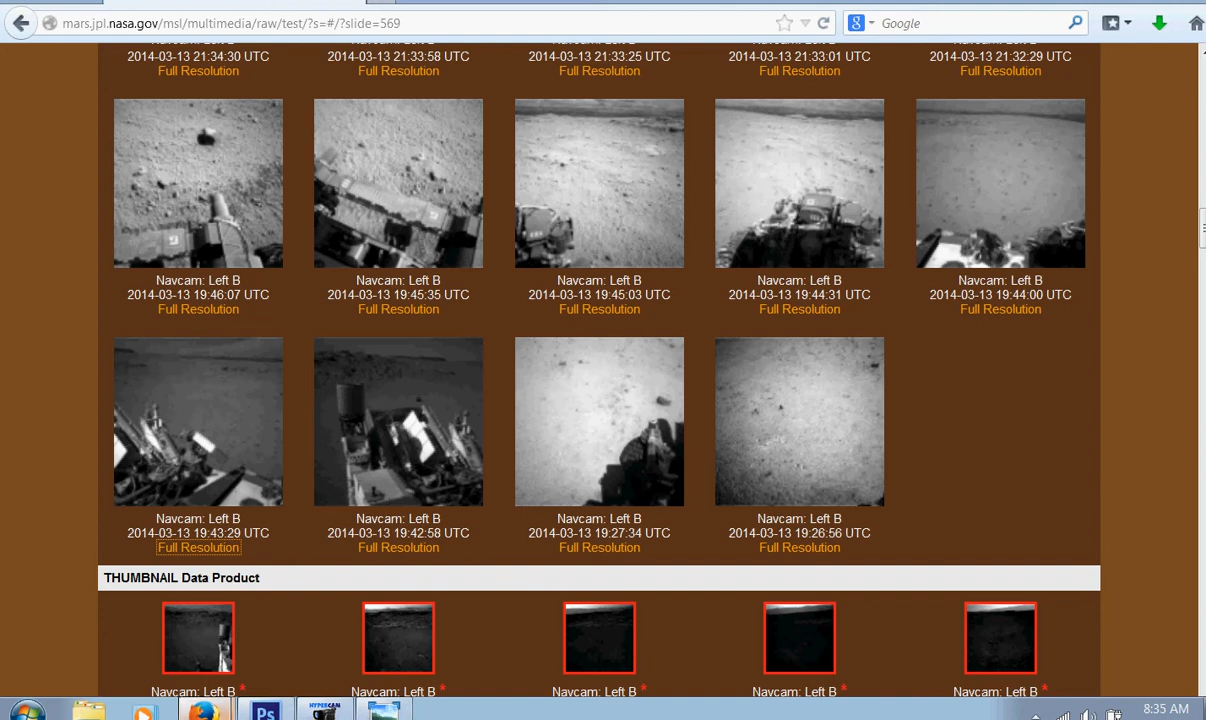 mars.jpl.nasa.gov/msl/multimedia/raw/test/?s=#/?slide=569
Google
2014-03-13 21:34:30 UTC
2014-03-13 21:33:58 UTC
2014-03-13 21:33:25 UTC
2014-03-13 21:33:01 UTC
2014-03-13 21:32:29 UTC
Full Resolution
Full Resolution
Full Resolution
Full Resolution
Full Resolution
Navcam: Left B
Navcam: Left B
Navcam: Left B
Navcam: Left B
Navcam: Left B
2014-03-13 19:46:07 UTC
2014-03-13 19:45:35 UTC
2014-03-13 19:45:03 UTC
2014-03-13 19:44:31 UTC
2014-03-13 19:44:00 UTC
Full Resolution
Full Resolution
Full Resolution
Full Resolution
Full Resolution
Navcam: Left B
Navcam: Left B
Navcam: Left B
Navcam: Left B
2014-03-13 19:43:29 UTC
2014-03-13 19:42:58 UTC
2014-03-13 19:27:34 UTC
2014-03-13 19:26:56 UTC
Full Resolution
Full Resolution
Full Resolution
Full Resolution
THUMBNAIL Data Product
Navcam: Left B *
Navcam: Left B *
Navcam: Left B *
Navcam: Left B *
Navcam: Left B *
Ps
HYPERCAM
8:35 AM